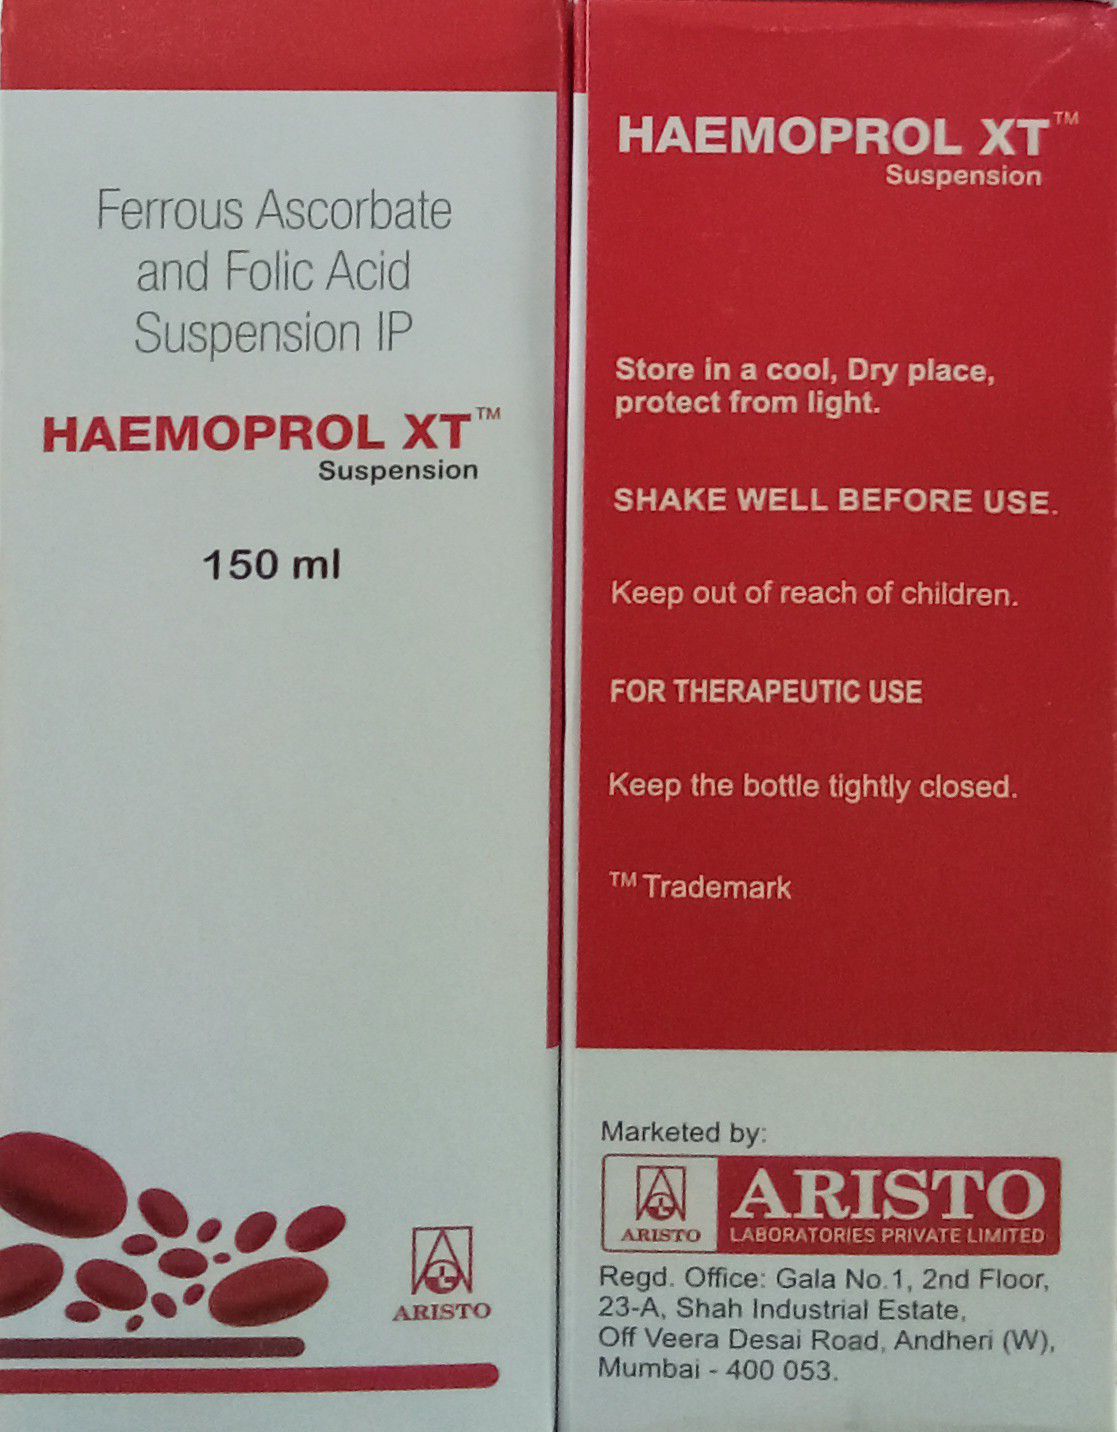 Ferrous Ascorbate
and Folic Acid
Suspension IP
HAEMOPROL XT™
Suspension
150 ml
ARISTO
HAEMOPROL XT™
Suspension
Store in a cool, Dry place,
protect from light.
SHAKE WELL BEFORE USE.
Keep out of reach of children.
FOR THERAPEUTIC USE
Keep the bottle tightly closed.
™ Trademark
Marketed by:
ARISTO
ARISTO
LABORATORIES PRIVATE LIMITED
Regd. Office: Gala No.1, 2nd Floor,
23-A, Shah Industrial Estate,
Off Veera Desai Road, Andheri (W),
Mumbai - 400 053.